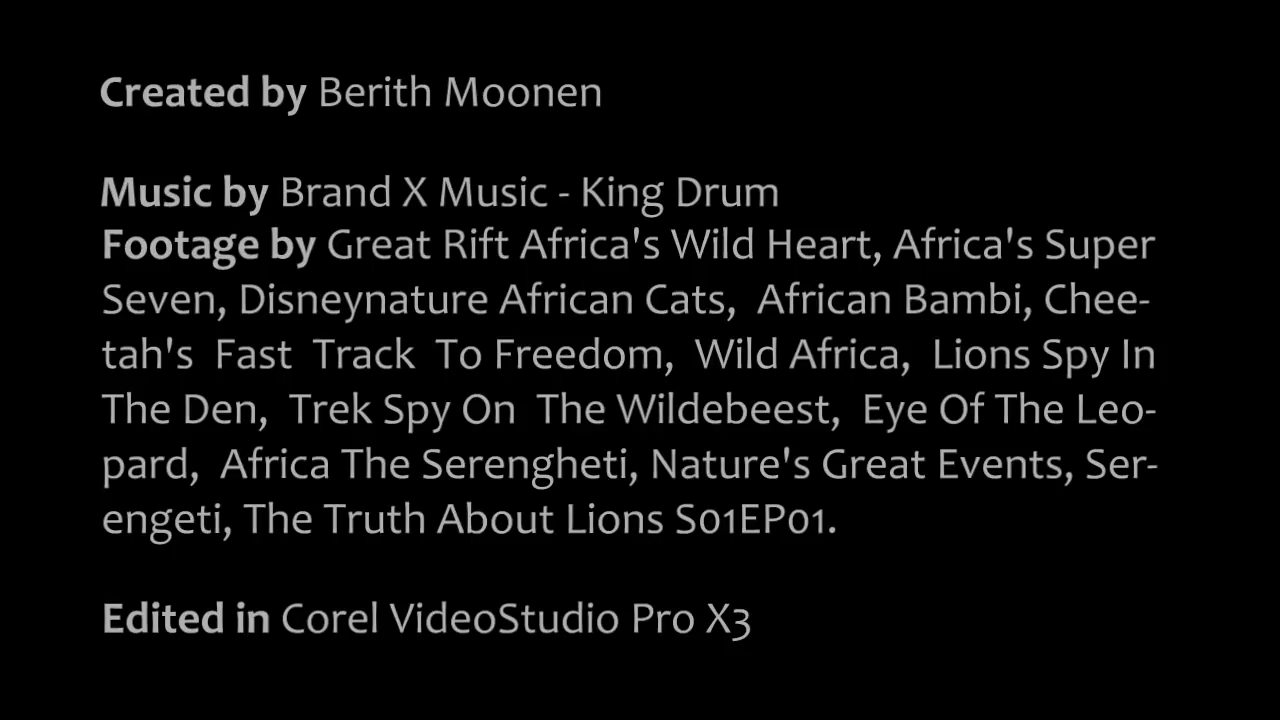 Created by Berith Moonen
Music by Brand X Music - King Drum
Footage by Great Rift Africa's Wild Heart, Africa's Super
Seven, Disneynature African Cats, African Bambi, Chee-
tah's Fast Track To Freedom, Wild Africa, Lions Spy In
The Den, Trek Spy On The Wildebeest, Eye Of The Leo-
pard, Africa The Serengheti, Nature's Great Events, Ser-
engeti, The Truth About Lions S01EP01.
Edited in Corel VideoStudio Pro X3